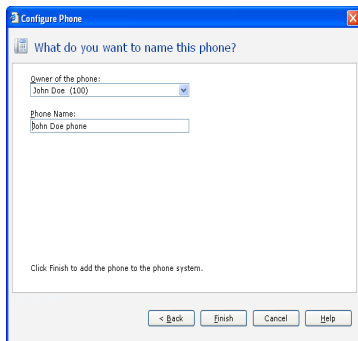 Configure Phone
What do you want to name this phone?
Owner of the phone:
John Doe (100)
Phone Name:
John Doe phone
Click Finish to add the phone to the phone system.
< Back
Finish
Cancel
Help